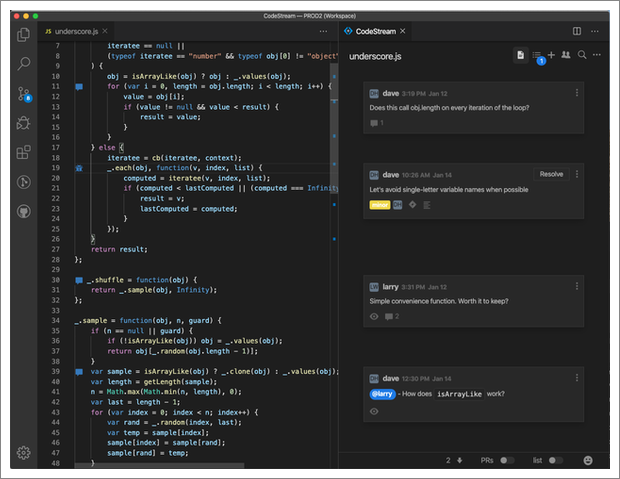 CodeStream — PROD2 (Workspace)
JS underscore.js
7 iteratee == null ||
8 (typeof iteratee == "number" && typeof obj[0] != "object"
9 ) {
10 obj = isArrayLike(obj) ? obj : _.values(obj);
11 for (var i = 0, length = obj.length; i < length; i++) {
12 value = obj[i];
13 if (value != null && value < result) {
14 result = value;
15 }
16 }
17 } else {
18 iteratee = cb(iteratee, context);
19 _.each(obj, function(v, index, list) {
20 computed = iteratee(v, index, list);
21 if (computed < lastComputed || (computed === Infinity
22 result = v;
23 lastComputed = computed;
24 }
25 });
26 }
27 return result;
28 };
29
30 _.shuffle = function(obj) {
31 return _.sample(obj, Infinity);
32 };
33
34 _.sample = function(obj, n, guard) {
35 if (n == null || guard) {
36 if (!isArrayLike(obj)) obj = _.values(obj);
37 return obj[_.random(obj.length - 1)];
38 }
39 var sample = isArrayLike(obj) ? _.clone(obj) : _.values(obj);
40 var length = getLength(sample);
41 n = Math.max(Math.min(n, length), 0);
42 var last = length - 1;
43 for (var index = 0; index < n; index++) {
44 var rand = _.random(index, last);
45 var temp = sample[index];
46 sample[index] = sample[rand];
47 sample[rand] = temp;
48 }
8
CodeStream
underscore.js
1
DH dave 3:19 PM Jan 12
Does this call obj.length on every iteration of the loop?
1
DH dave 10:26 AM Jan 14 Resolve
Let's avoid single-letter variable names when possible
minor DH
LW larry 3:31 PM Jan 12
Simple convenience function. Worth it to keep?
2
DH dave 12:30 PM Jan 14
@larry - How does isArrayLike work?
2 PRs list